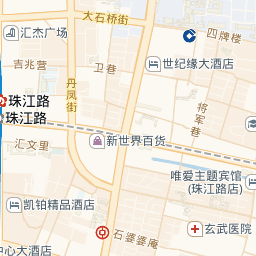 大石桥街
汇杰广场
四牌楼
吉兆营
卫巷
世纪缘大酒店
丹凤街
珠江路
珠江路
将军巷
汇文里
新世界百货
唯爱主题宾馆
(珠江路店)
凯铂精品酒店
石婆婆庵
玄武医院
中心大酒店